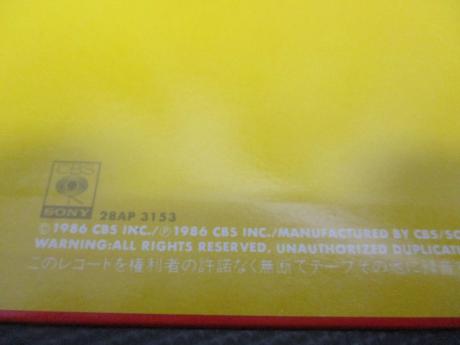 CBS
SONY 28AP 3153
©1986 CBS INC./℗1986 CBS INC./MANUFACTURED BY CBS/SO
WARNING:ALL RIGHTS RESERVED. UNAUTHORIZED DUPLICATI
このレコードを権利者の許諾なく無断でテープその他に録音